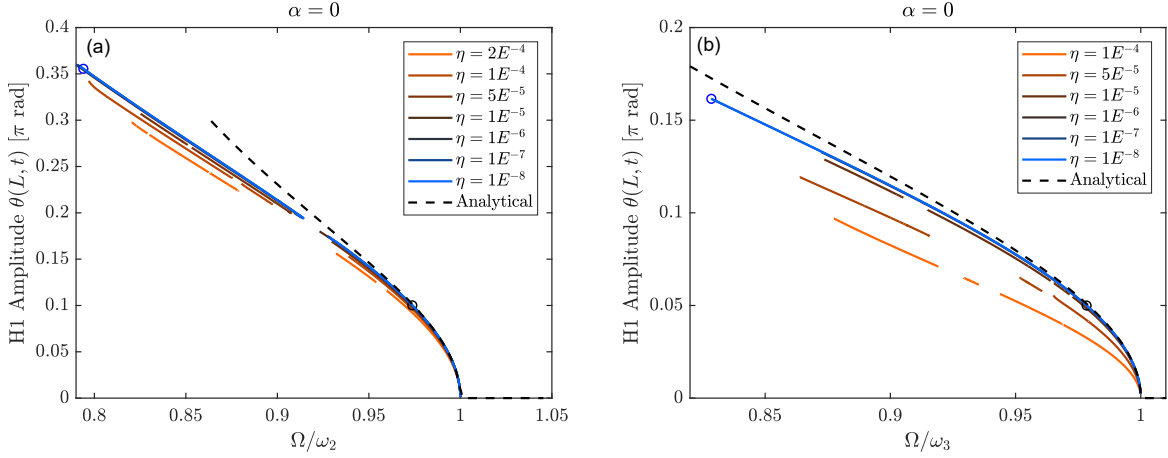 α = 0
(a)
H1 Amplitude θ(L, t) [π rad]
0.4
0.35
0.3
0.25
0.2
0.15
0.1
0.05
0
η = 2E⁻⁴
η = 1E⁻⁴
η = 5E⁻⁵
η = 1E⁻⁵
η = 1E⁻⁶
η = 1E⁻⁷
η = 1E⁻⁸
Analytical
0.8 0.85 0.9 0.95 1 1.05
Ω/ω₂
α = 0
(b)
H1 Amplitude θ(L, t) [π rad]
0.2
0.15
0.1
0.05
0
η = 1E⁻⁴
η = 5E⁻⁵
η = 1E⁻⁵
η = 1E⁻⁶
η = 1E⁻⁷
η = 1E⁻⁸
Analytical
0.85 0.9 0.95 1
Ω/ω₃